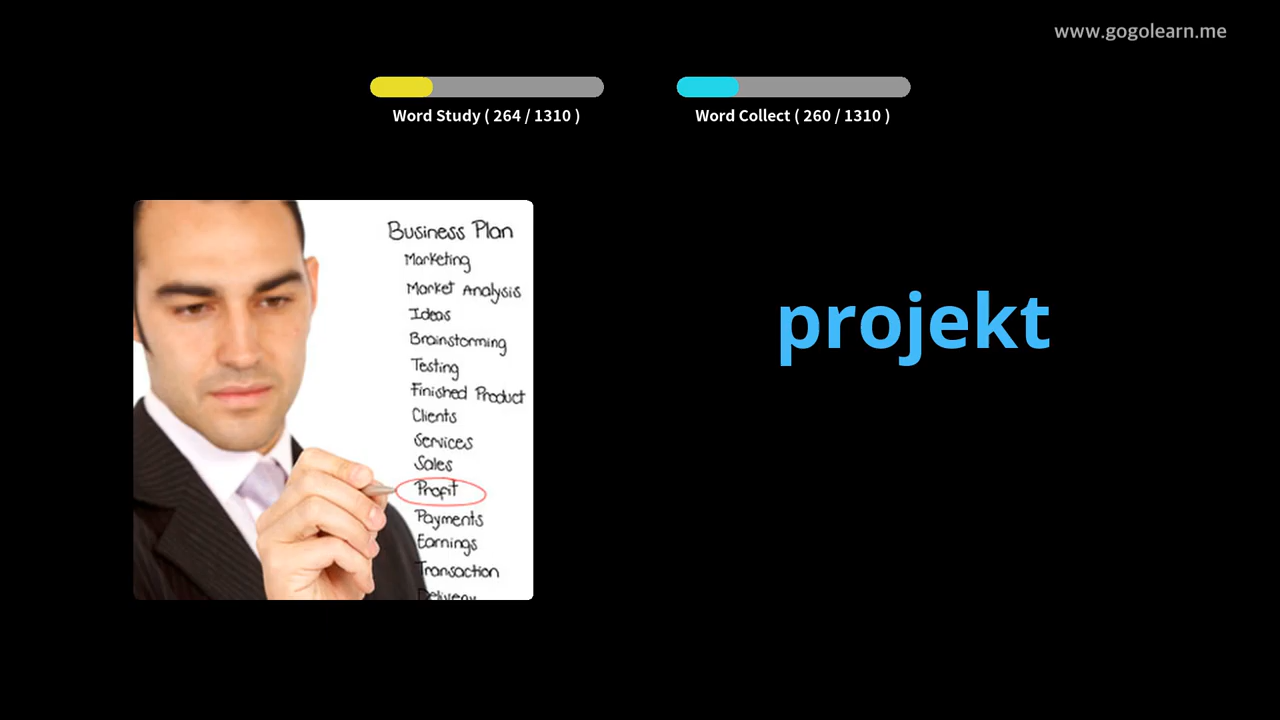 www.gogolearn.me
Word Study ( 264 / 1310 )
Word Collect ( 260 / 1310 )
Business Plan
Marketing
Market Analysis
Ideas
Brainstorming
Testing
Finished Product
Clients
Services
Sales
Profit
Payments
Earnings
Transaction
Delivery
projekt